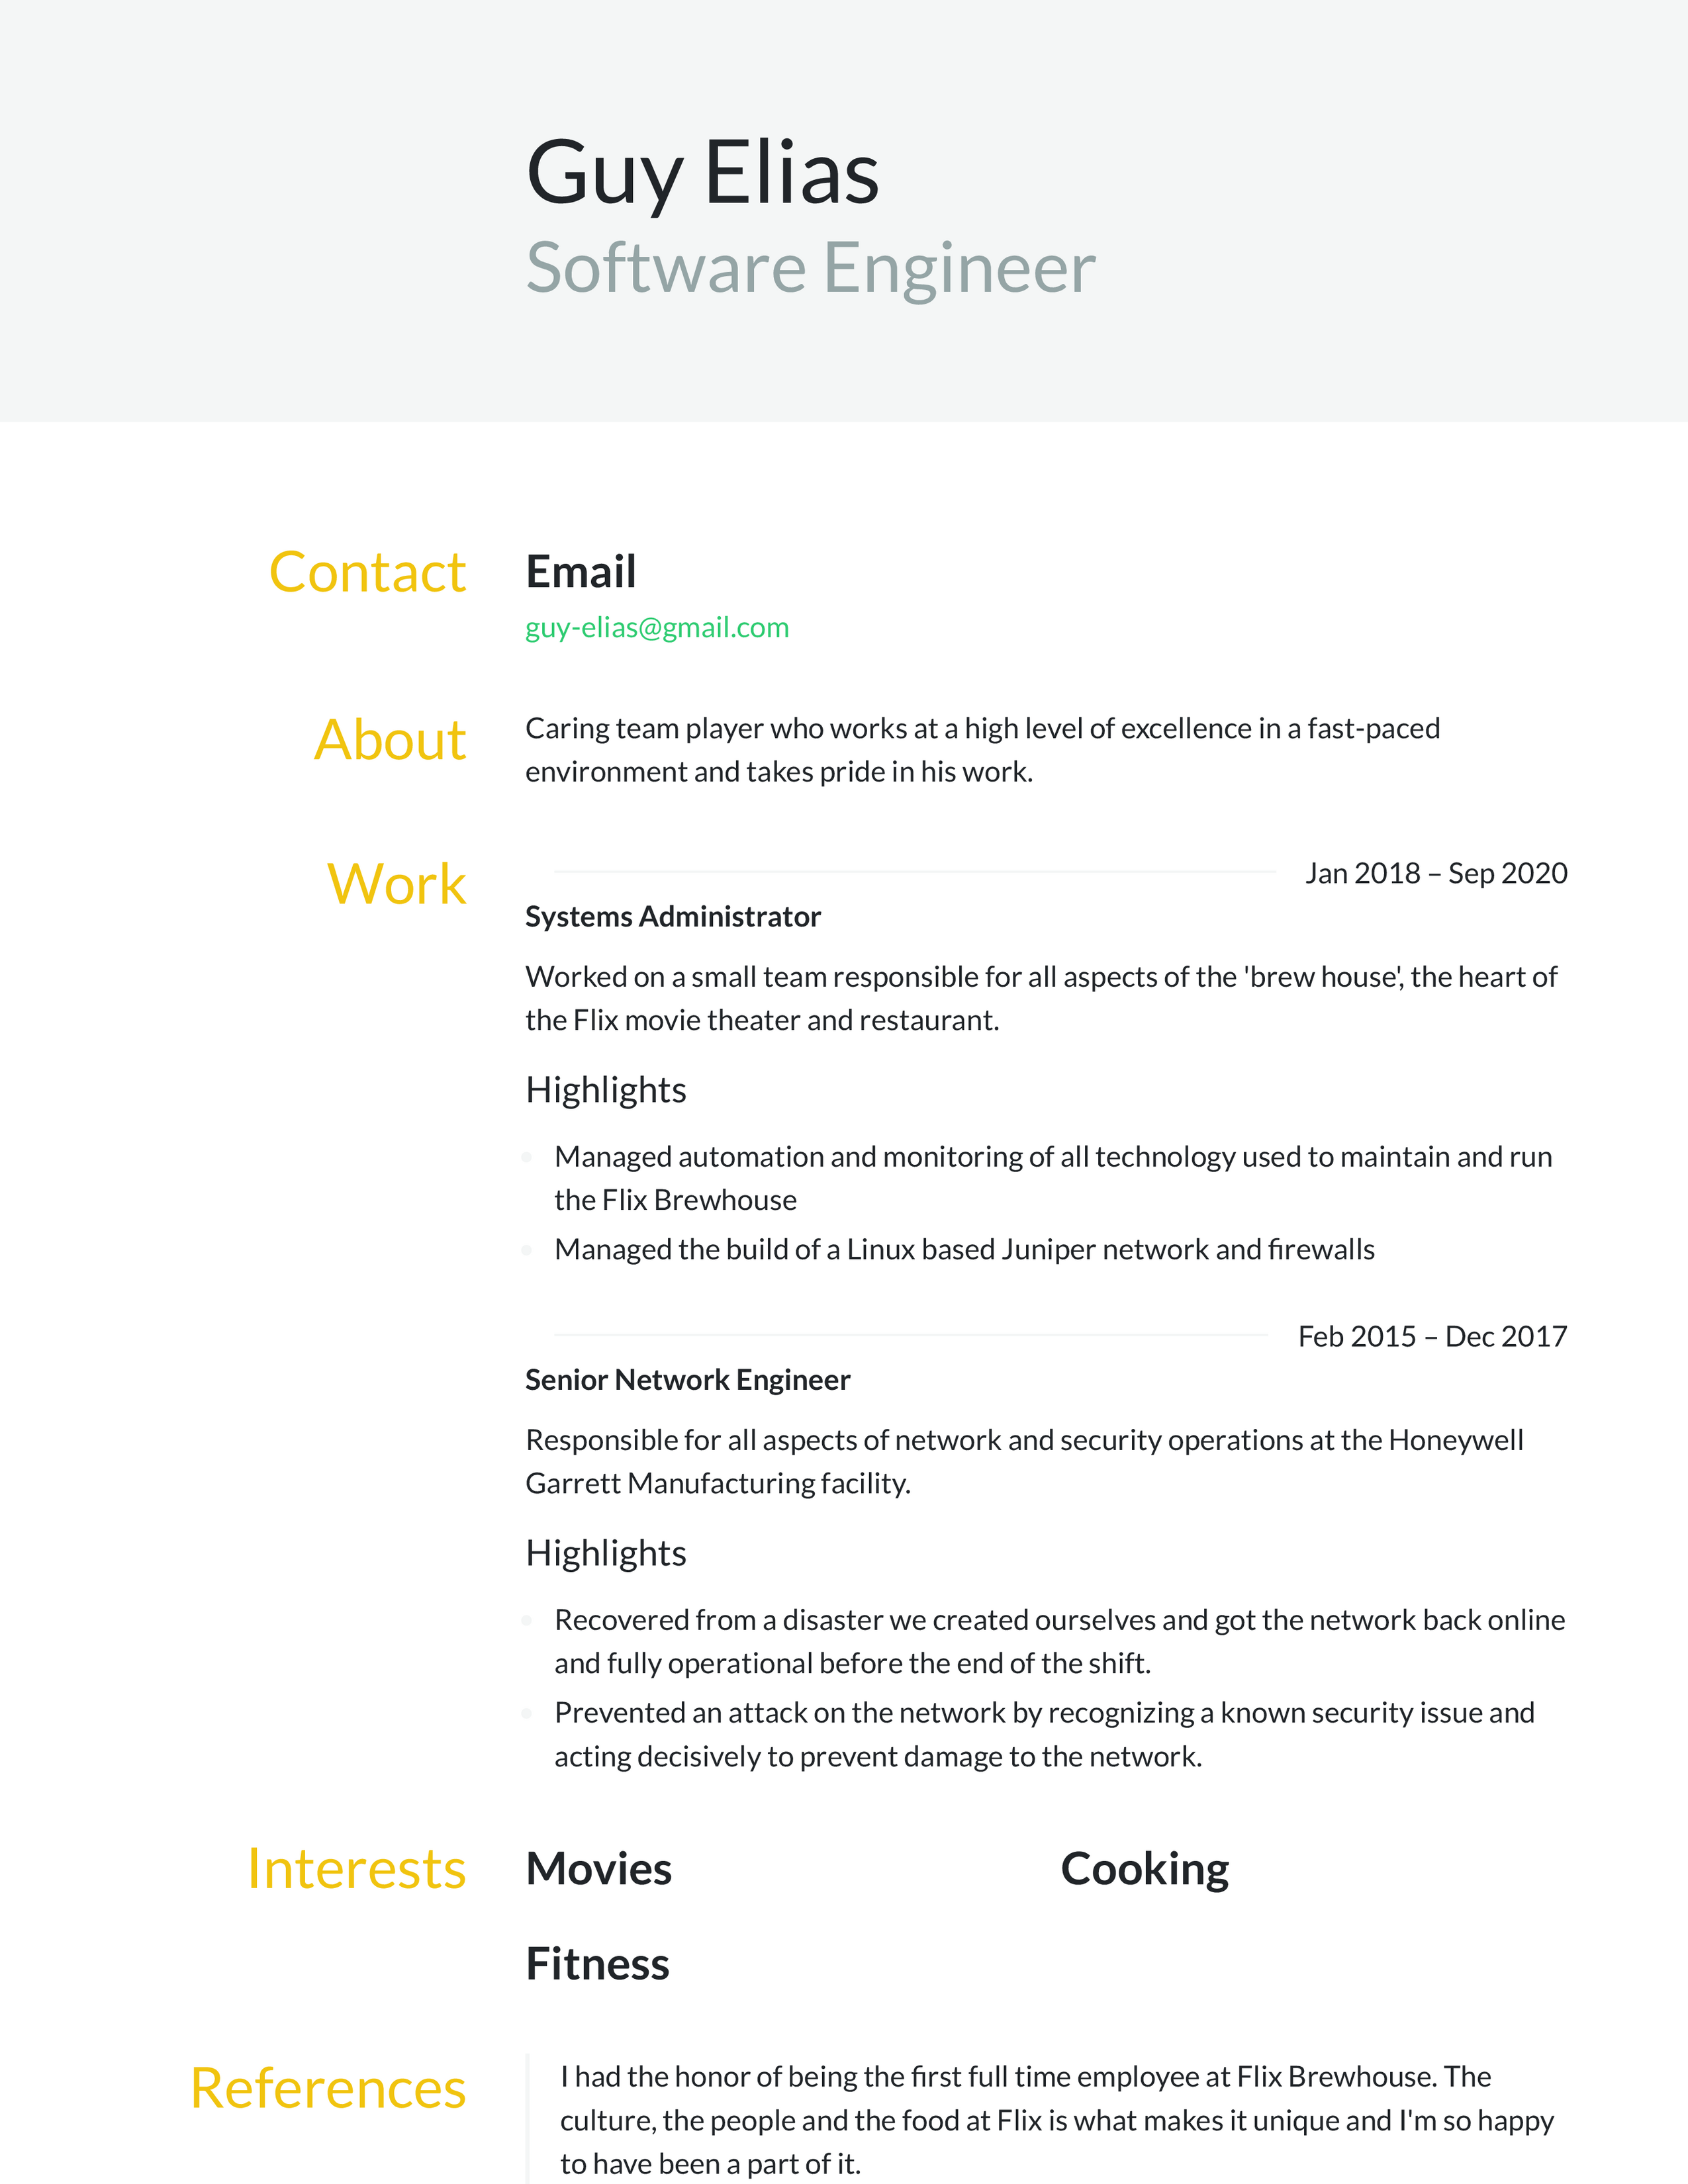 Guy Elias
Software Engineer
Contact
Email
guy-elias@gmail.com
About
Caring team player who works at a high level of excellence in a fast-paced
environment and takes pride in his work.
Work
Jan 2018 – Sep 2020
Systems Administrator
Worked on a small team responsible for all aspects of the 'brew house', the heart of
the Flix movie theater and restaurant.
Highlights
Managed automation and monitoring of all technology used to maintain and run
the Flix Brewhouse
Managed the build of a Linux based Juniper network and firewalls
Feb 2015 – Dec 2017
Senior Network Engineer
Responsible for all aspects of network and security operations at the Honeywell
Garrett Manufacturing facility.
Highlights
Recovered from a disaster we created ourselves and got the network back online
and fully operational before the end of the shift.
Prevented an attack on the network by recognizing a known security issue and
acting decisively to prevent damage to the network.
Interests
Movies
Cooking
Fitness
References
I had the honor of being the first full time employee at Flix Brewhouse. The
culture, the people and the food at Flix is what makes it unique and I'm so happy
to have been a part of it.